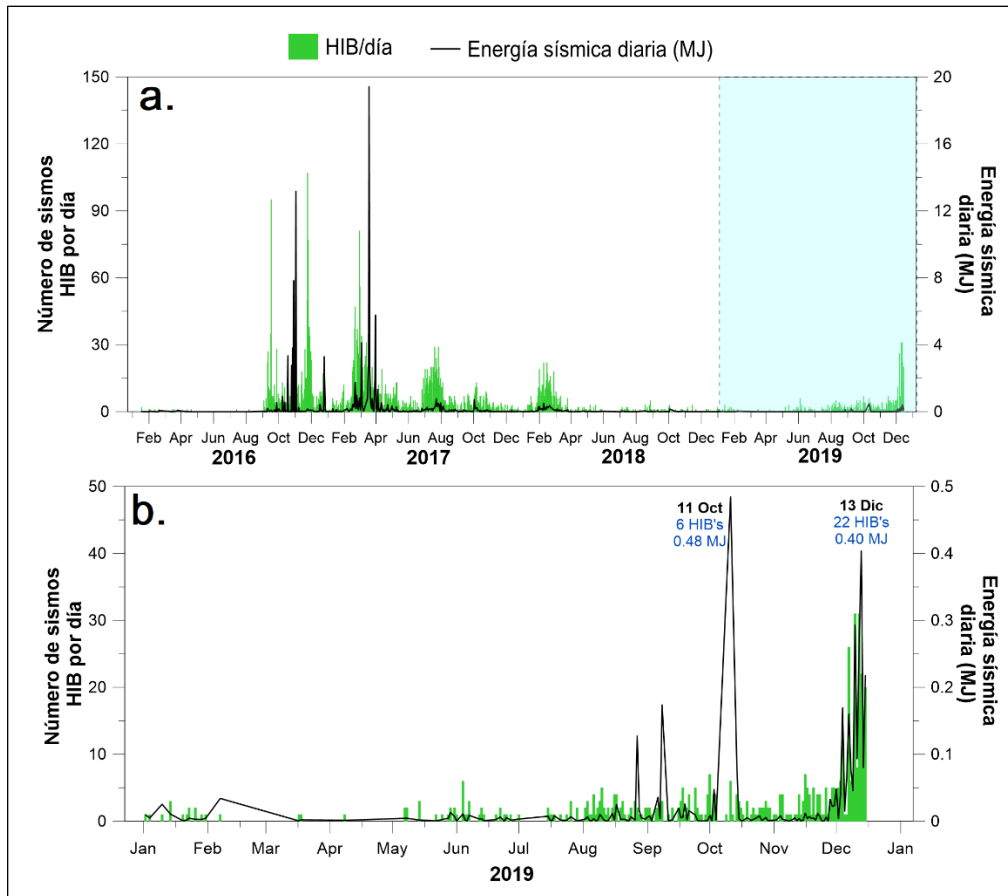 HIB/día
Energía sísmica diaria (MJ)
a.
150
120
90
60
30
0
Número de sismos
HIB por día
20
16
12
8
4
0
Energía sísmica
diaria (MJ)
Feb Apr Jun Aug Oct Dec Feb Apr Jun Aug Oct Dec Feb Apr Jun Aug Oct Dec Feb Apr Jun Aug Oct Dec
2016 2017 2018 2019
b.
50
40
30
20
10
0
Número de sismos
HIB por día
11 Oct
6 HIB's
0.48 MJ
13 Dic
22 HIB's
0.40 MJ
0.5
0.4
0.3
0.2
0.1
0
Energía sísmica
diaria (MJ)
Jan Feb Mar Apr May Jun Jul Aug Sep Oct Nov Dec Jan
2019